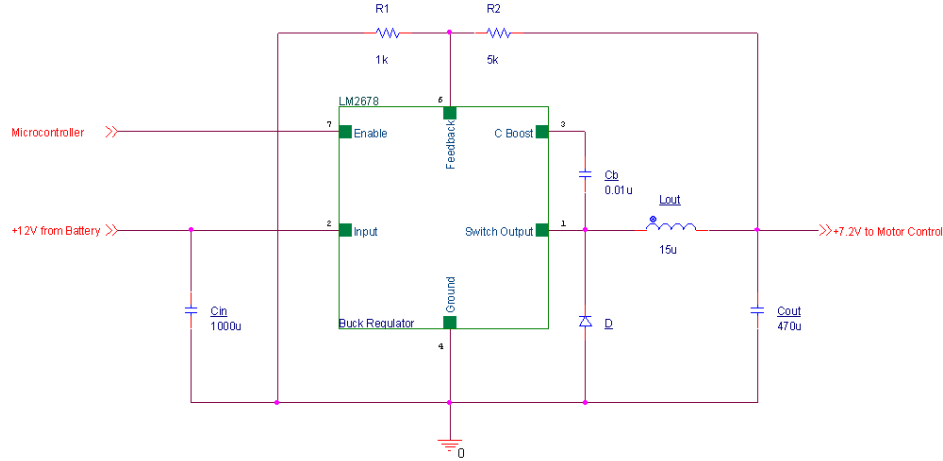 R1
R2
1k
5k
LM2678
5
Microcontroller
7
Enable
Feedback
C Boost
3
Cb
0.01u
Lout
+12V from Battery
2
Input
Switch Output
1
+7.2V to Motor Control
15u
Ground
Cin
1000u
Buck Regulator
D
Cout
470u
4
0